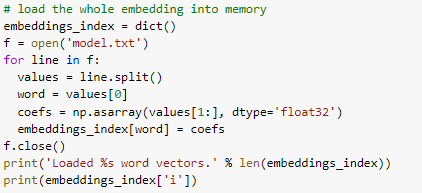 # load the whole embedding into memory
embeddings_index = dict()
f = open('model.txt')
for line in f:
  values = line.split()
  word = values[0]
  coefs = np.asarray(values[1:], dtype='float32')
  embeddings_index[word] = coefs
f.close()
print('Loaded %s word vectors.' % len(embeddings_index))
print(embeddings_index['i'])